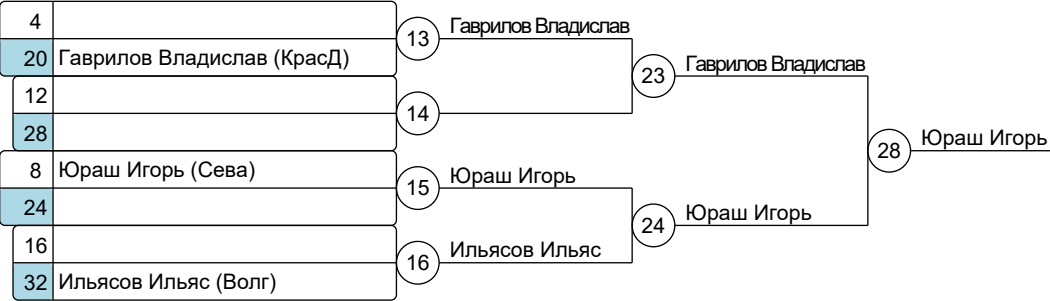 4
20 Гаврилов Владислав (КрасД)
12
28
8 Юраш Игорь (Сева)
24
16
32 Ильясов Ильяс (Волг)
13 Гаврилов Владислав
14
15 Юраш Игорь
16 Ильясов Ильяс
23 Гаврилов Владислав
24 Юраш Игорь
28 Юраш Игорь